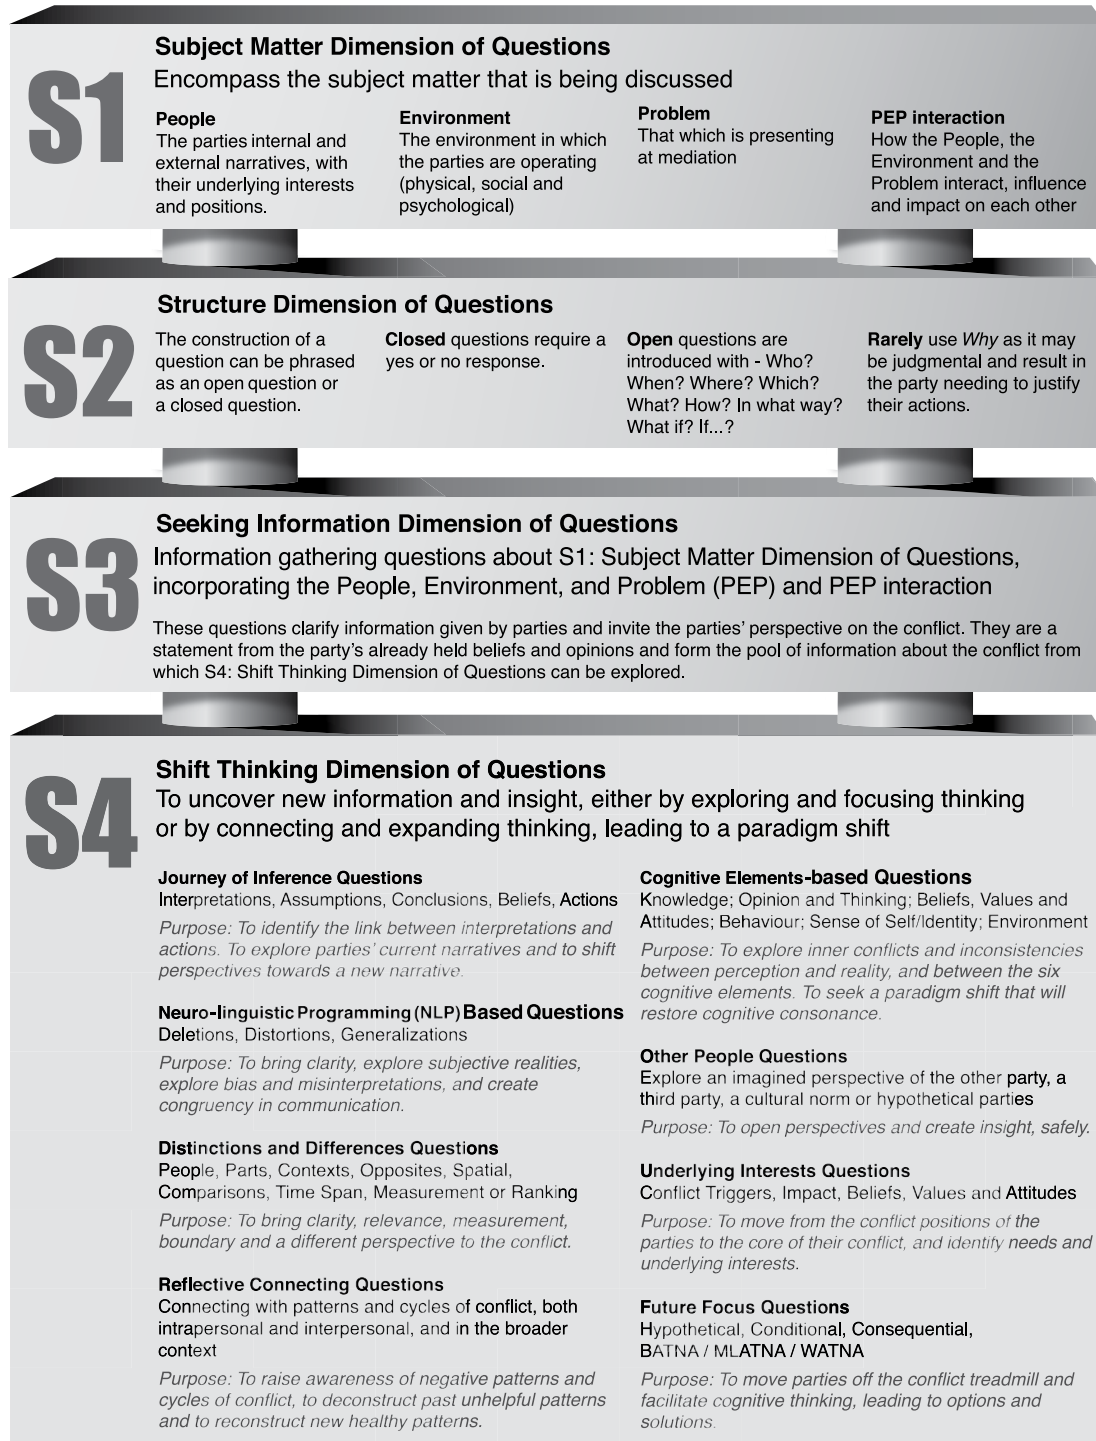 S1
Subject Matter Dimension of Questions
Encompass the subject matter that is being discussed
People
The parties internal and
external narratives, with
their underlying interests
and positions.
Environment
The environment in which
the parties are operating
(physical, social and
psychological)
Problem
That which is presenting
at mediation
PEP interaction
How the People, the
Environment and the
Problem interact, influence
and impact on each other
S2
Structure Dimension of Questions
The construction of a
question can be phrased
as an open question or
a closed question.
Closed questions require a
yes or no response.
Open questions are
introduced with - Who?
When? Where? Which?
What? How? In what way?
What if? If...?
Rarely use Why as it may
be judgmental and result in
the party needing to justify
their actions.
S3
Seeking Information Dimension of Questions
Information gathering questions about S1: Subject Matter Dimension of Questions,
incorporating the People, Environment, and Problem (PEP) and PEP interaction
These questions clarify information given by parties and invite the parties' perspective on the conflict. They are a
statement from the party's already held beliefs and opinions and form the pool of information about the conflict from
which S4: Shift Thinking Dimension of Questions can be explored.
S4
Shift Thinking Dimension of Questions
To uncover new information and insight, either by exploring and focusing thinking
or by connecting and expanding thinking, leading to a paradigm shift
Journey of Inference Questions
Interpretations, Assumptions, Conclusions, Beliefs, Actions
Purpose: To identify the link between interpretations and
actions. To explore parties' current narratives and to shift
perspectives towards a new narrative.
Neuro-linguistic Programming (NLP) Based Questions
Deletions, Distortions, Generalizations
Purpose: To bring clarity, explore subjective realities,
explore bias and misinterpretations, and create
congruency in communication.
Distinctions and Differences Questions
People, Parts, Contexts, Opposites, Spatial,
Comparisons, Time Span, Measurement or Ranking
Purpose: To bring clarity, relevance, measurement,
boundary and a different perspective to the conflict.
Reflective Connecting Questions
Connecting with patterns and cycles of conflict, both
intrapersonal and interpersonal, and in the broader
context
Purpose: To raise awareness of negative patterns and
cycles of conflict, to deconstruct past unhelpful patterns
and to reconstruct new healthy patterns.
Cognitive Elements-based Questions
Knowledge; Opinion and Thinking; Beliefs, Values and
Attitudes; Behaviour; Sense of Self/Identity; Environment
Purpose: To explore inner conflicts and inconsistencies
between perception and reality, and between the six
cognitive elements. To seek a paradigm shift that will
restore cognitive consonance.
Other People Questions
Explore an imagined perspective of the other party, a
third party, a cultural norm or hypothetical parties
Purpose: To open perspectives and create insight, safely.
Underlying Interests Questions
Conflict Triggers, Impact, Beliefs, Values and Attitudes
Purpose: To move from the conflict positions of the
parties to the core of their conflict, and identify needs and
underlying interests.
Future Focus Questions
Hypothetical, Conditional, Consequential,
BATNA / MLATNA / WATNA
Purpose: To move parties off the conflict treadmill and
facilitate cognitive thinking, leading to options and
solutions.